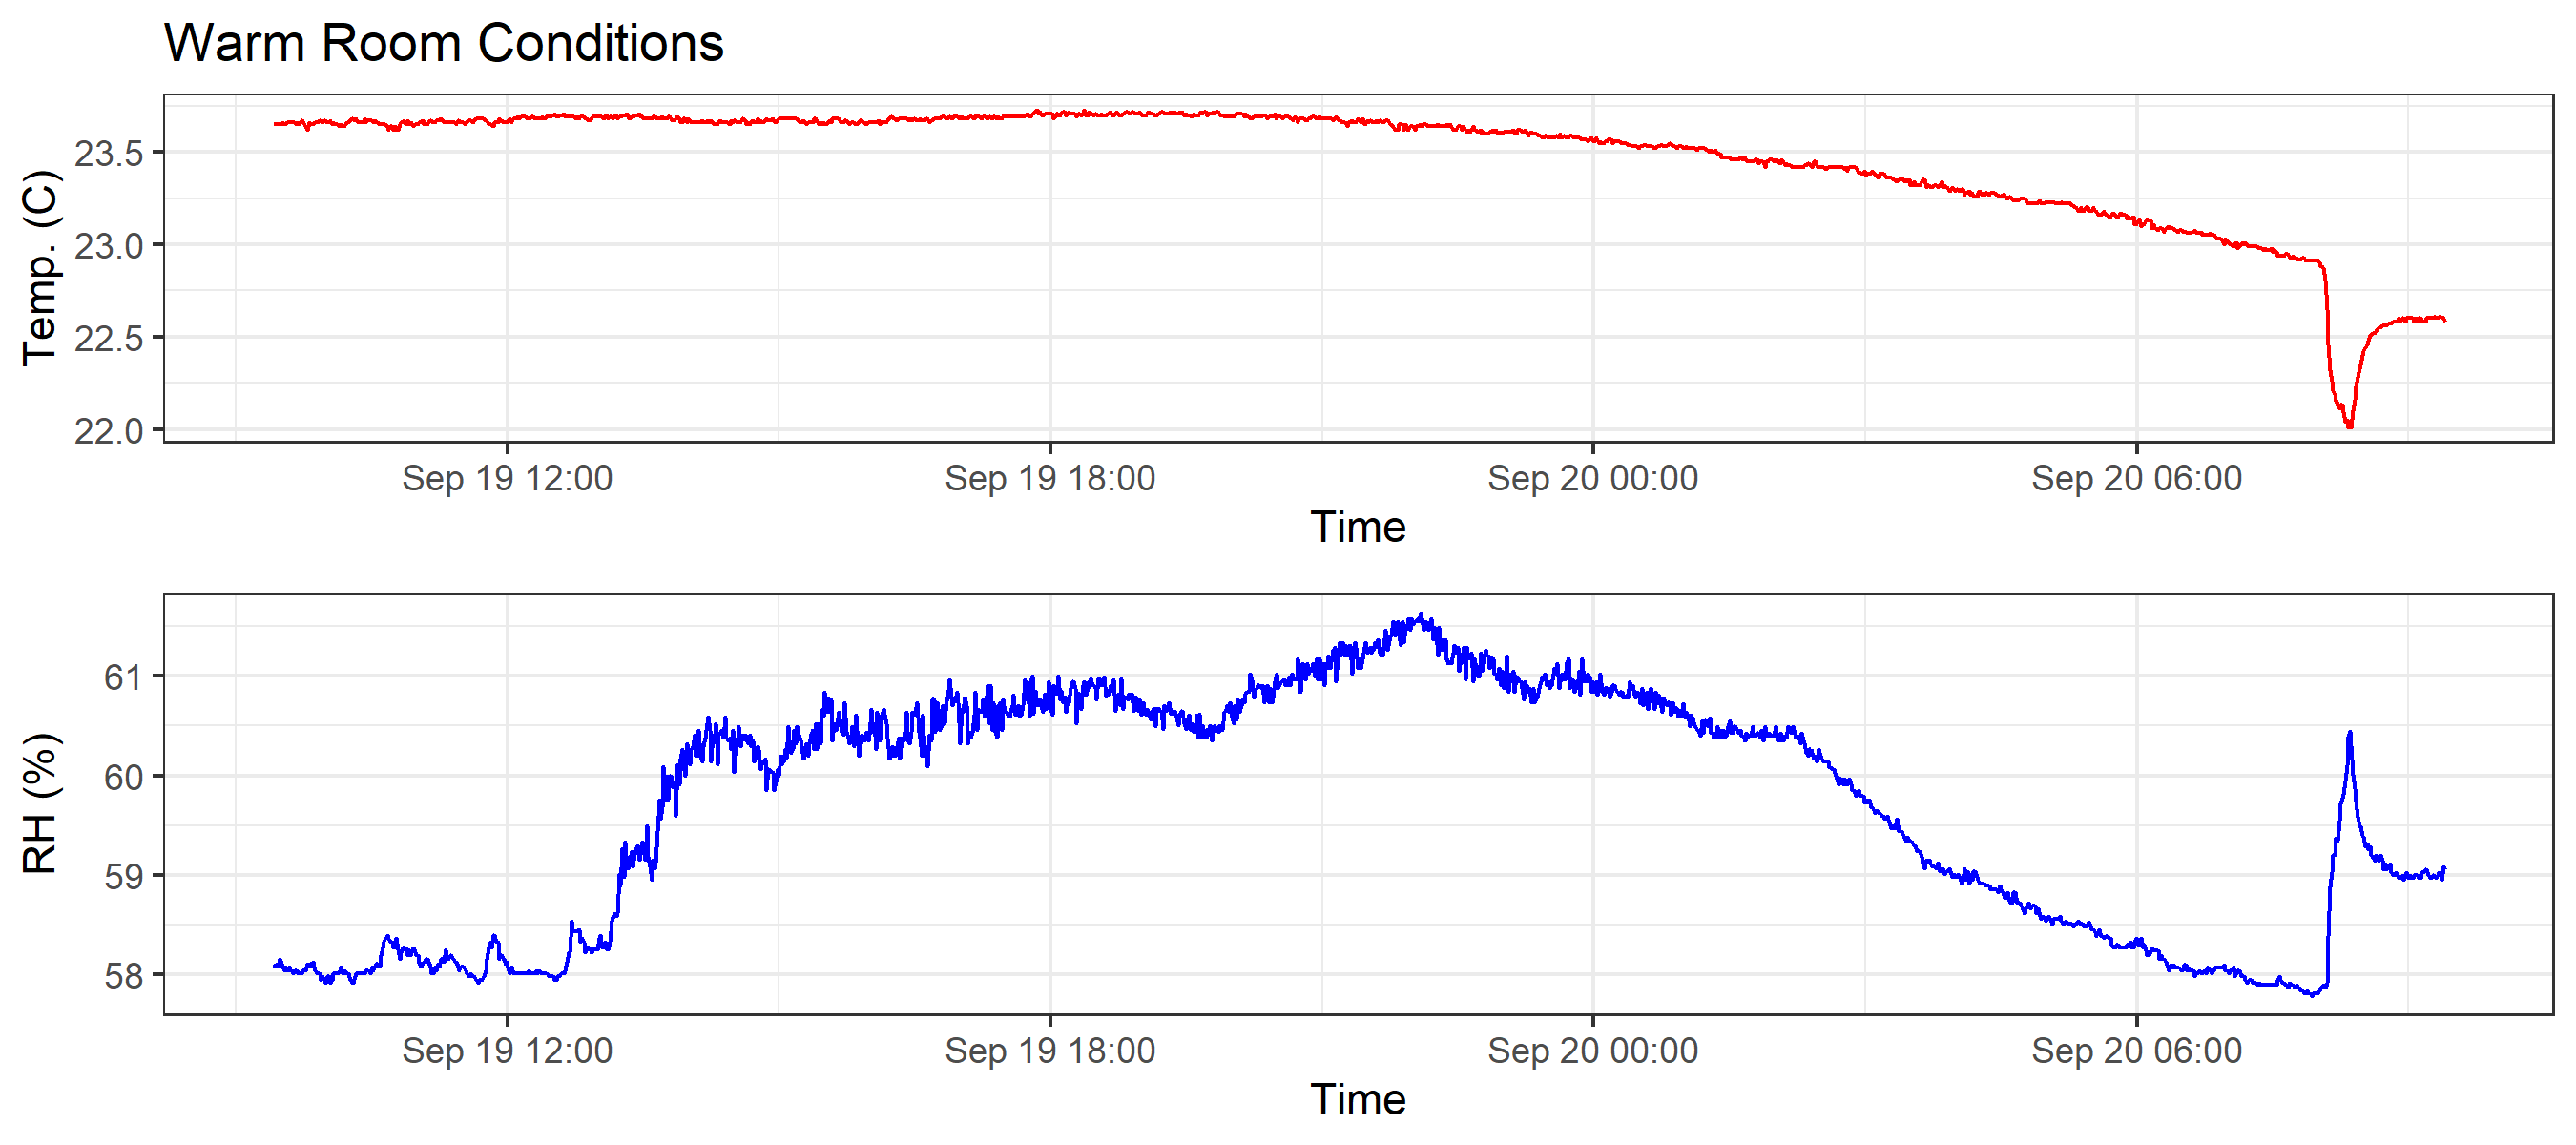 Warm Room Conditions
Temp. (C)
23.5
23.0
22.5
22.0
Sep 19 12:00 Sep 19 18:00 Sep 20 00:00 Sep 20 06:00
Time
RH (%)
61
60
59
58
Sep 19 12:00 Sep 19 18:00 Sep 20 00:00 Sep 20 06:00
Time